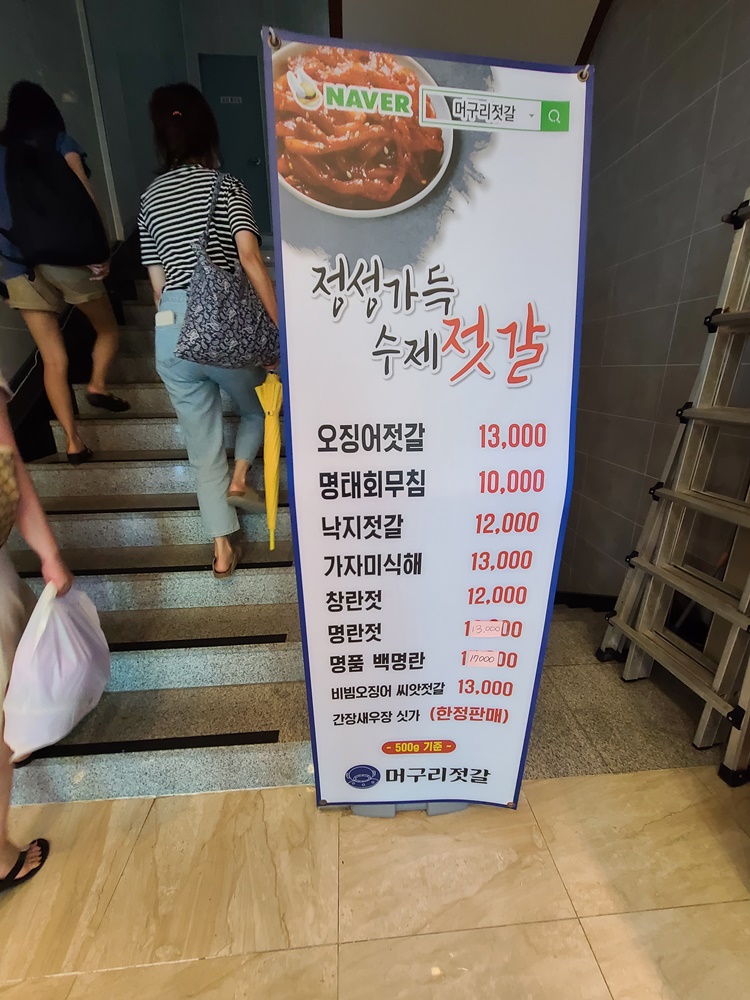 NAVER 머구리젓갈
정성가득
수제젓갈
오징어젓갈 13,000
명태회무침 10,000
낙지젓갈 12,000
가자미식해 13,000
창란젓 12,000
명란젓 13,000
명품 백명란 17000
비빔오징어 씨앗젓갈 13,000
간장새우장 싯가 (한정판매)
- 500g 기준 -
머구리젓갈